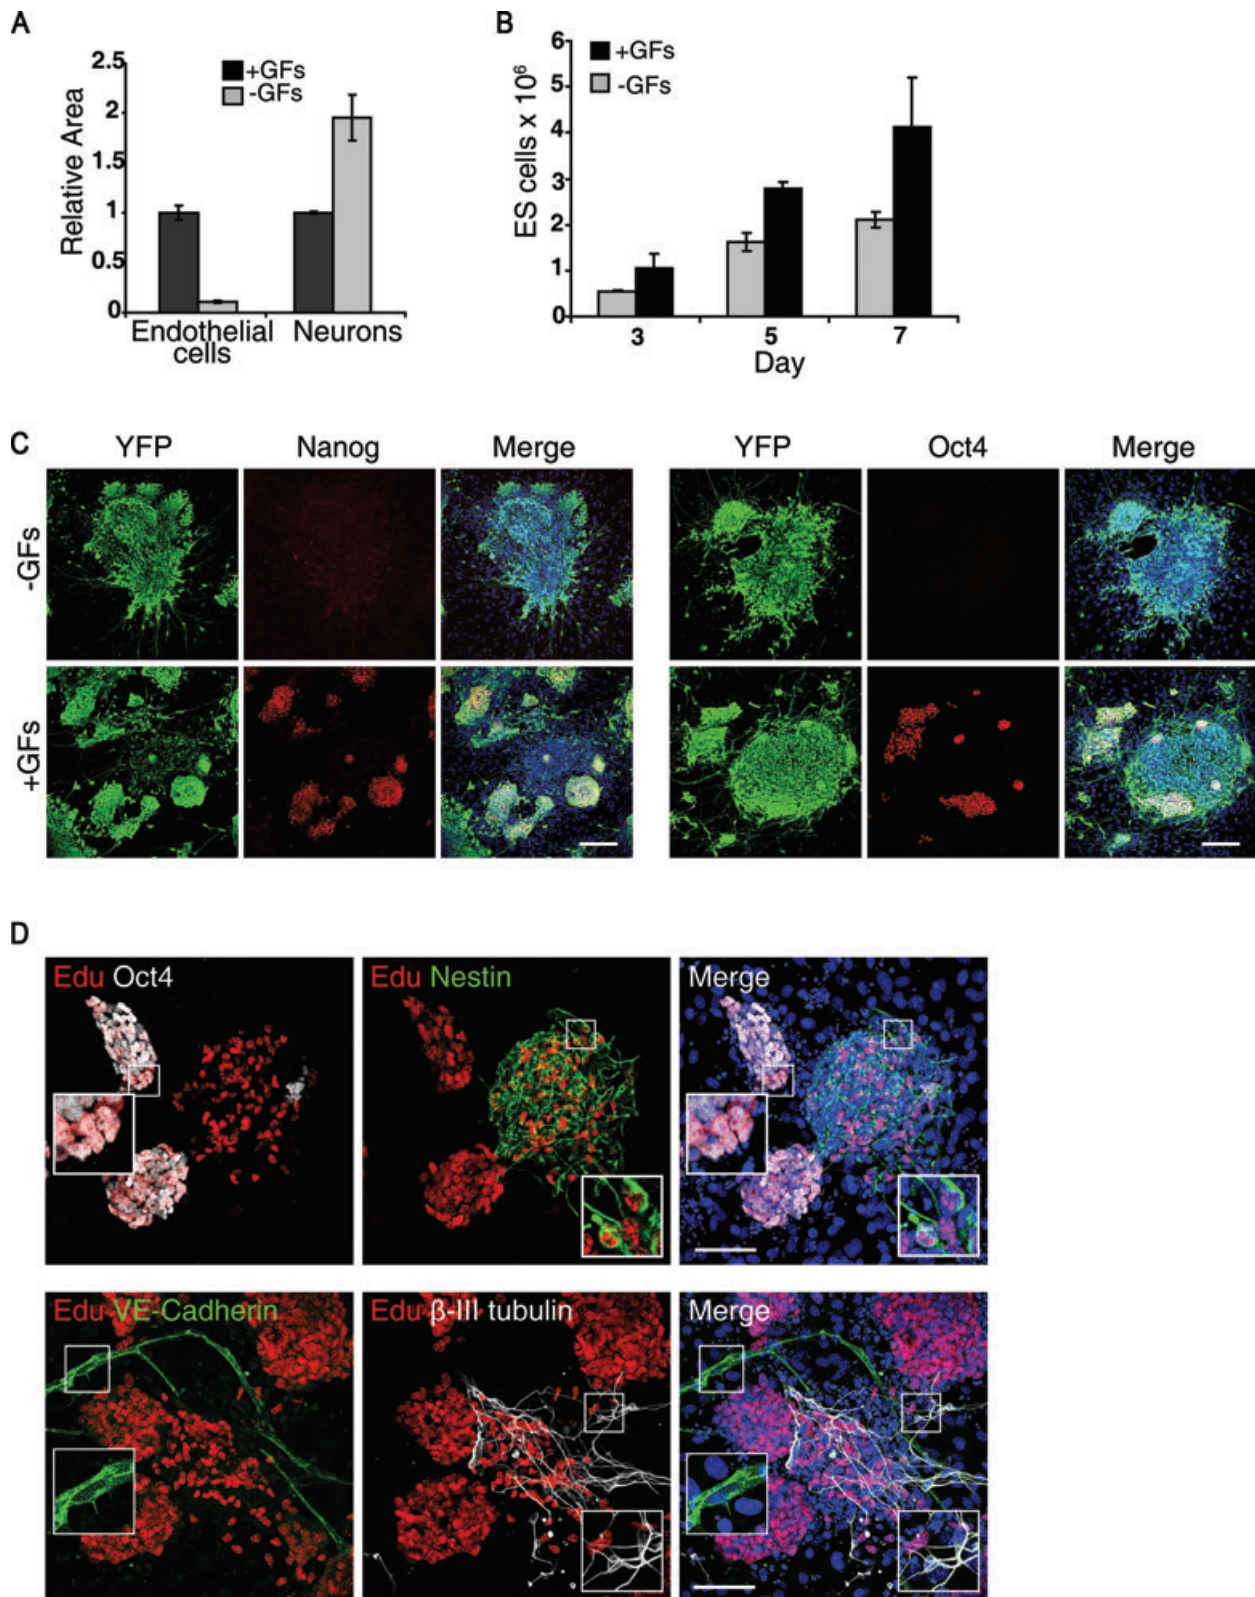 A
Relative Area
2.5
2
1.5
1
0.5
0
+GFs
-GFs
Endothelial
cells
Neurons
B
ES cells x 10⁶
6
5
4
3
2
1
0
+GFs
-GFs
3 5 7
Day
C
YFP Nanog Merge YFP Oct4 Merge
-GFs
+GFs
D
Edu Oct4 Edu Nestin Merge
Edu VE-Cadherin Edu β-III tubulin Merge